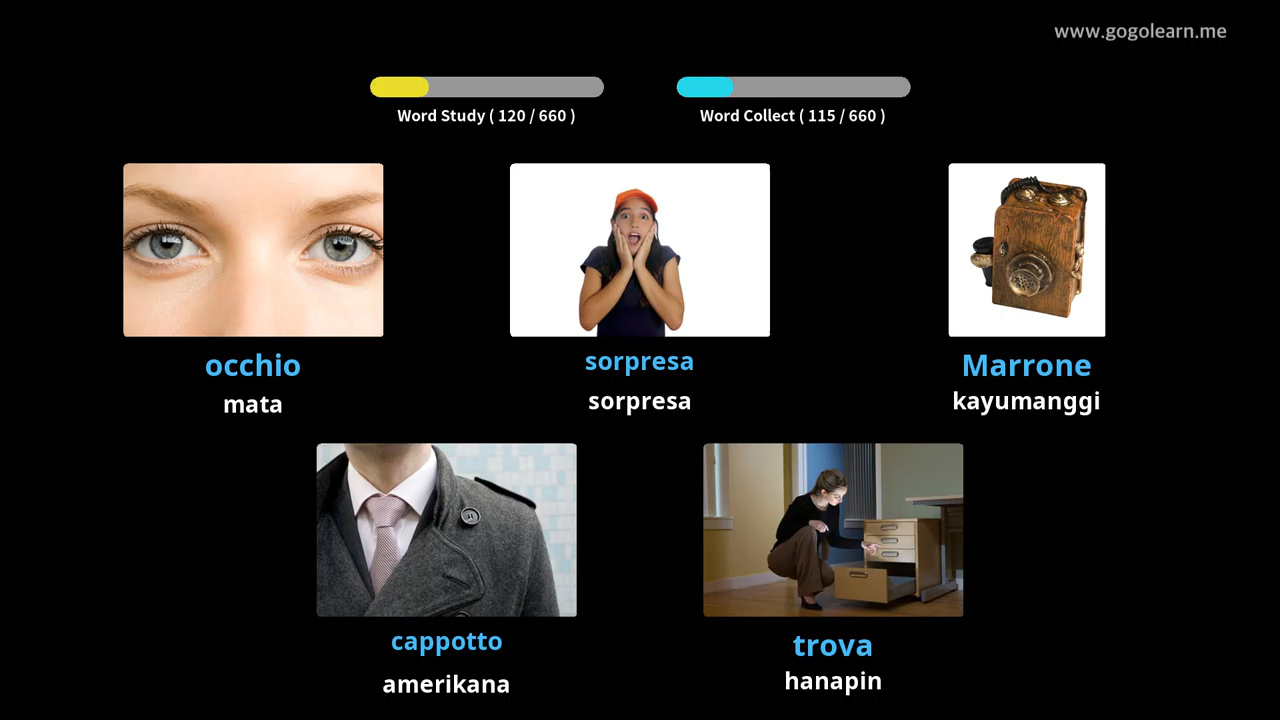 www.gogolearn.me
Word Study ( 120 / 660 )
Word Collect ( 115 / 660 )
occhio
mata
sorpresa
sorpresa
Marrone
kayumanggi
cappotto
amerikana
trova
hanapin